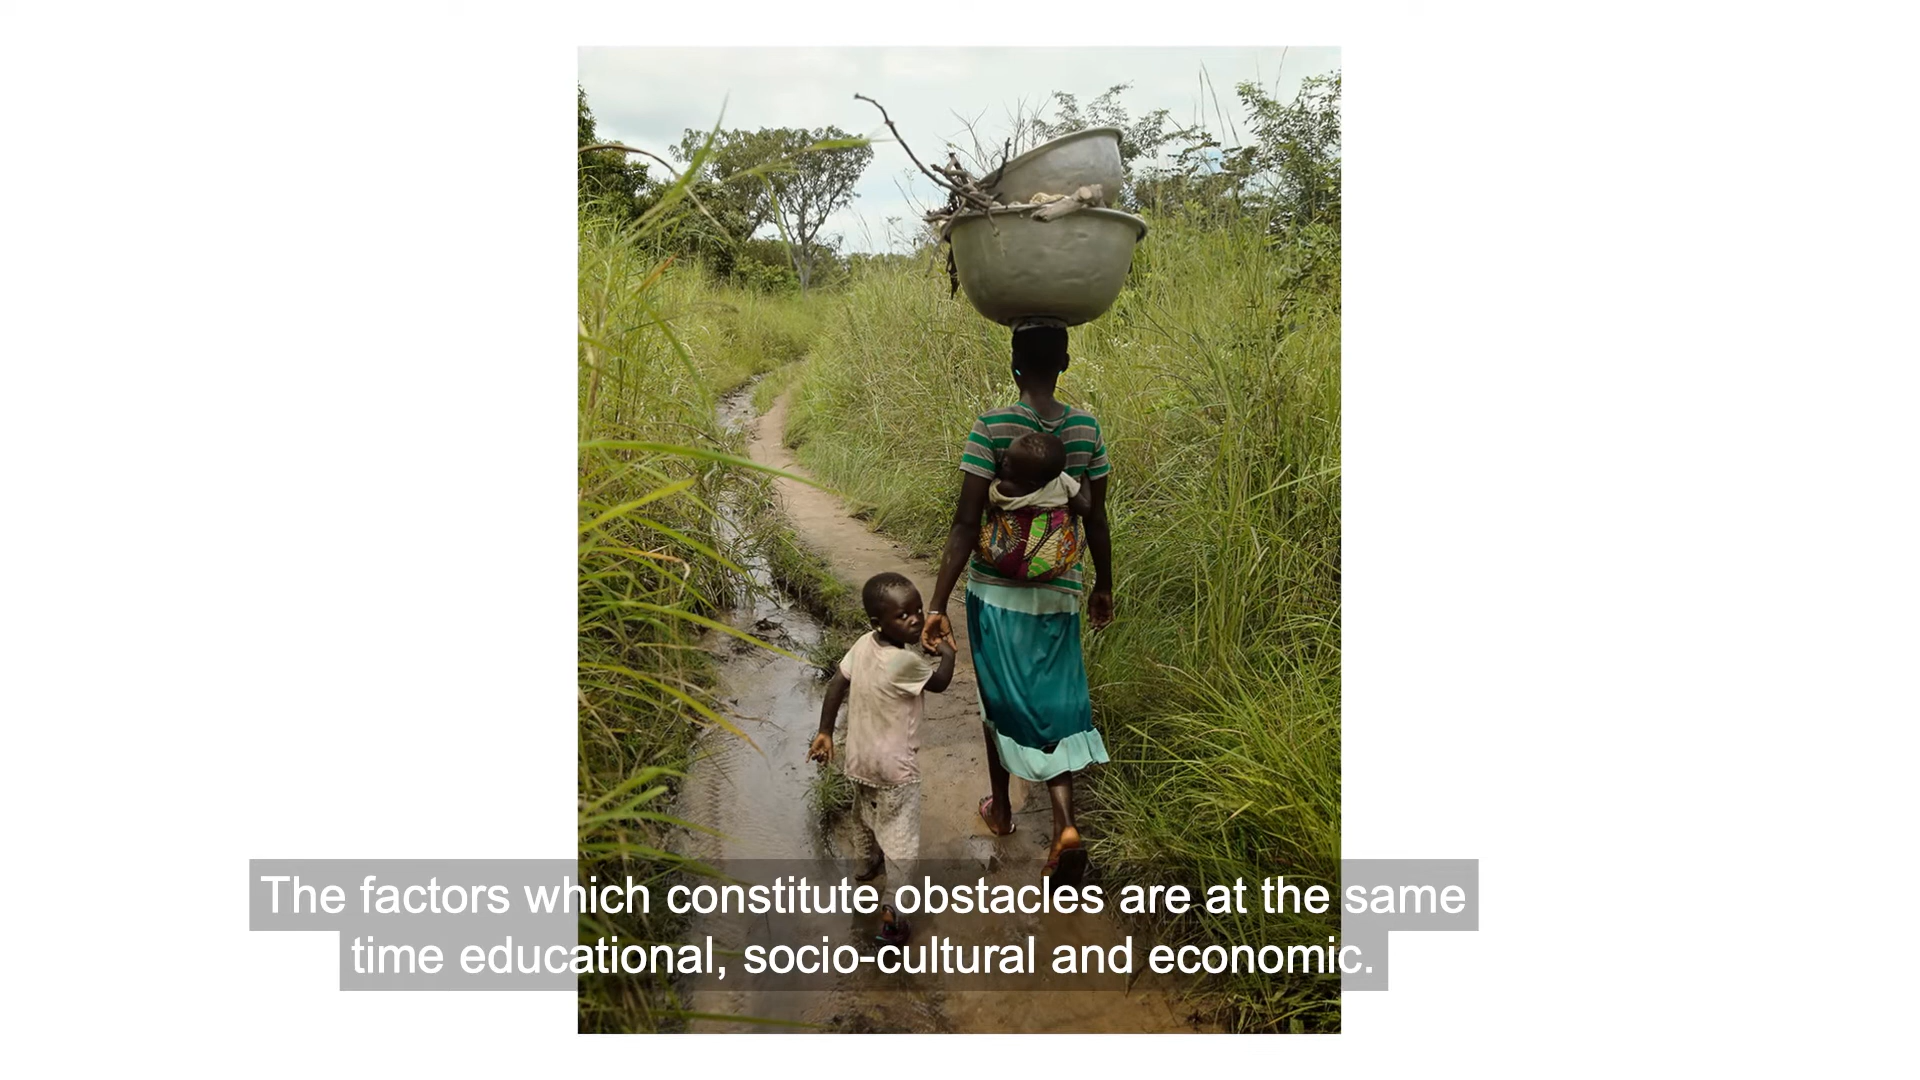 The factors which constitute obstacles are at the same
time educational, socio-cultural and economic.